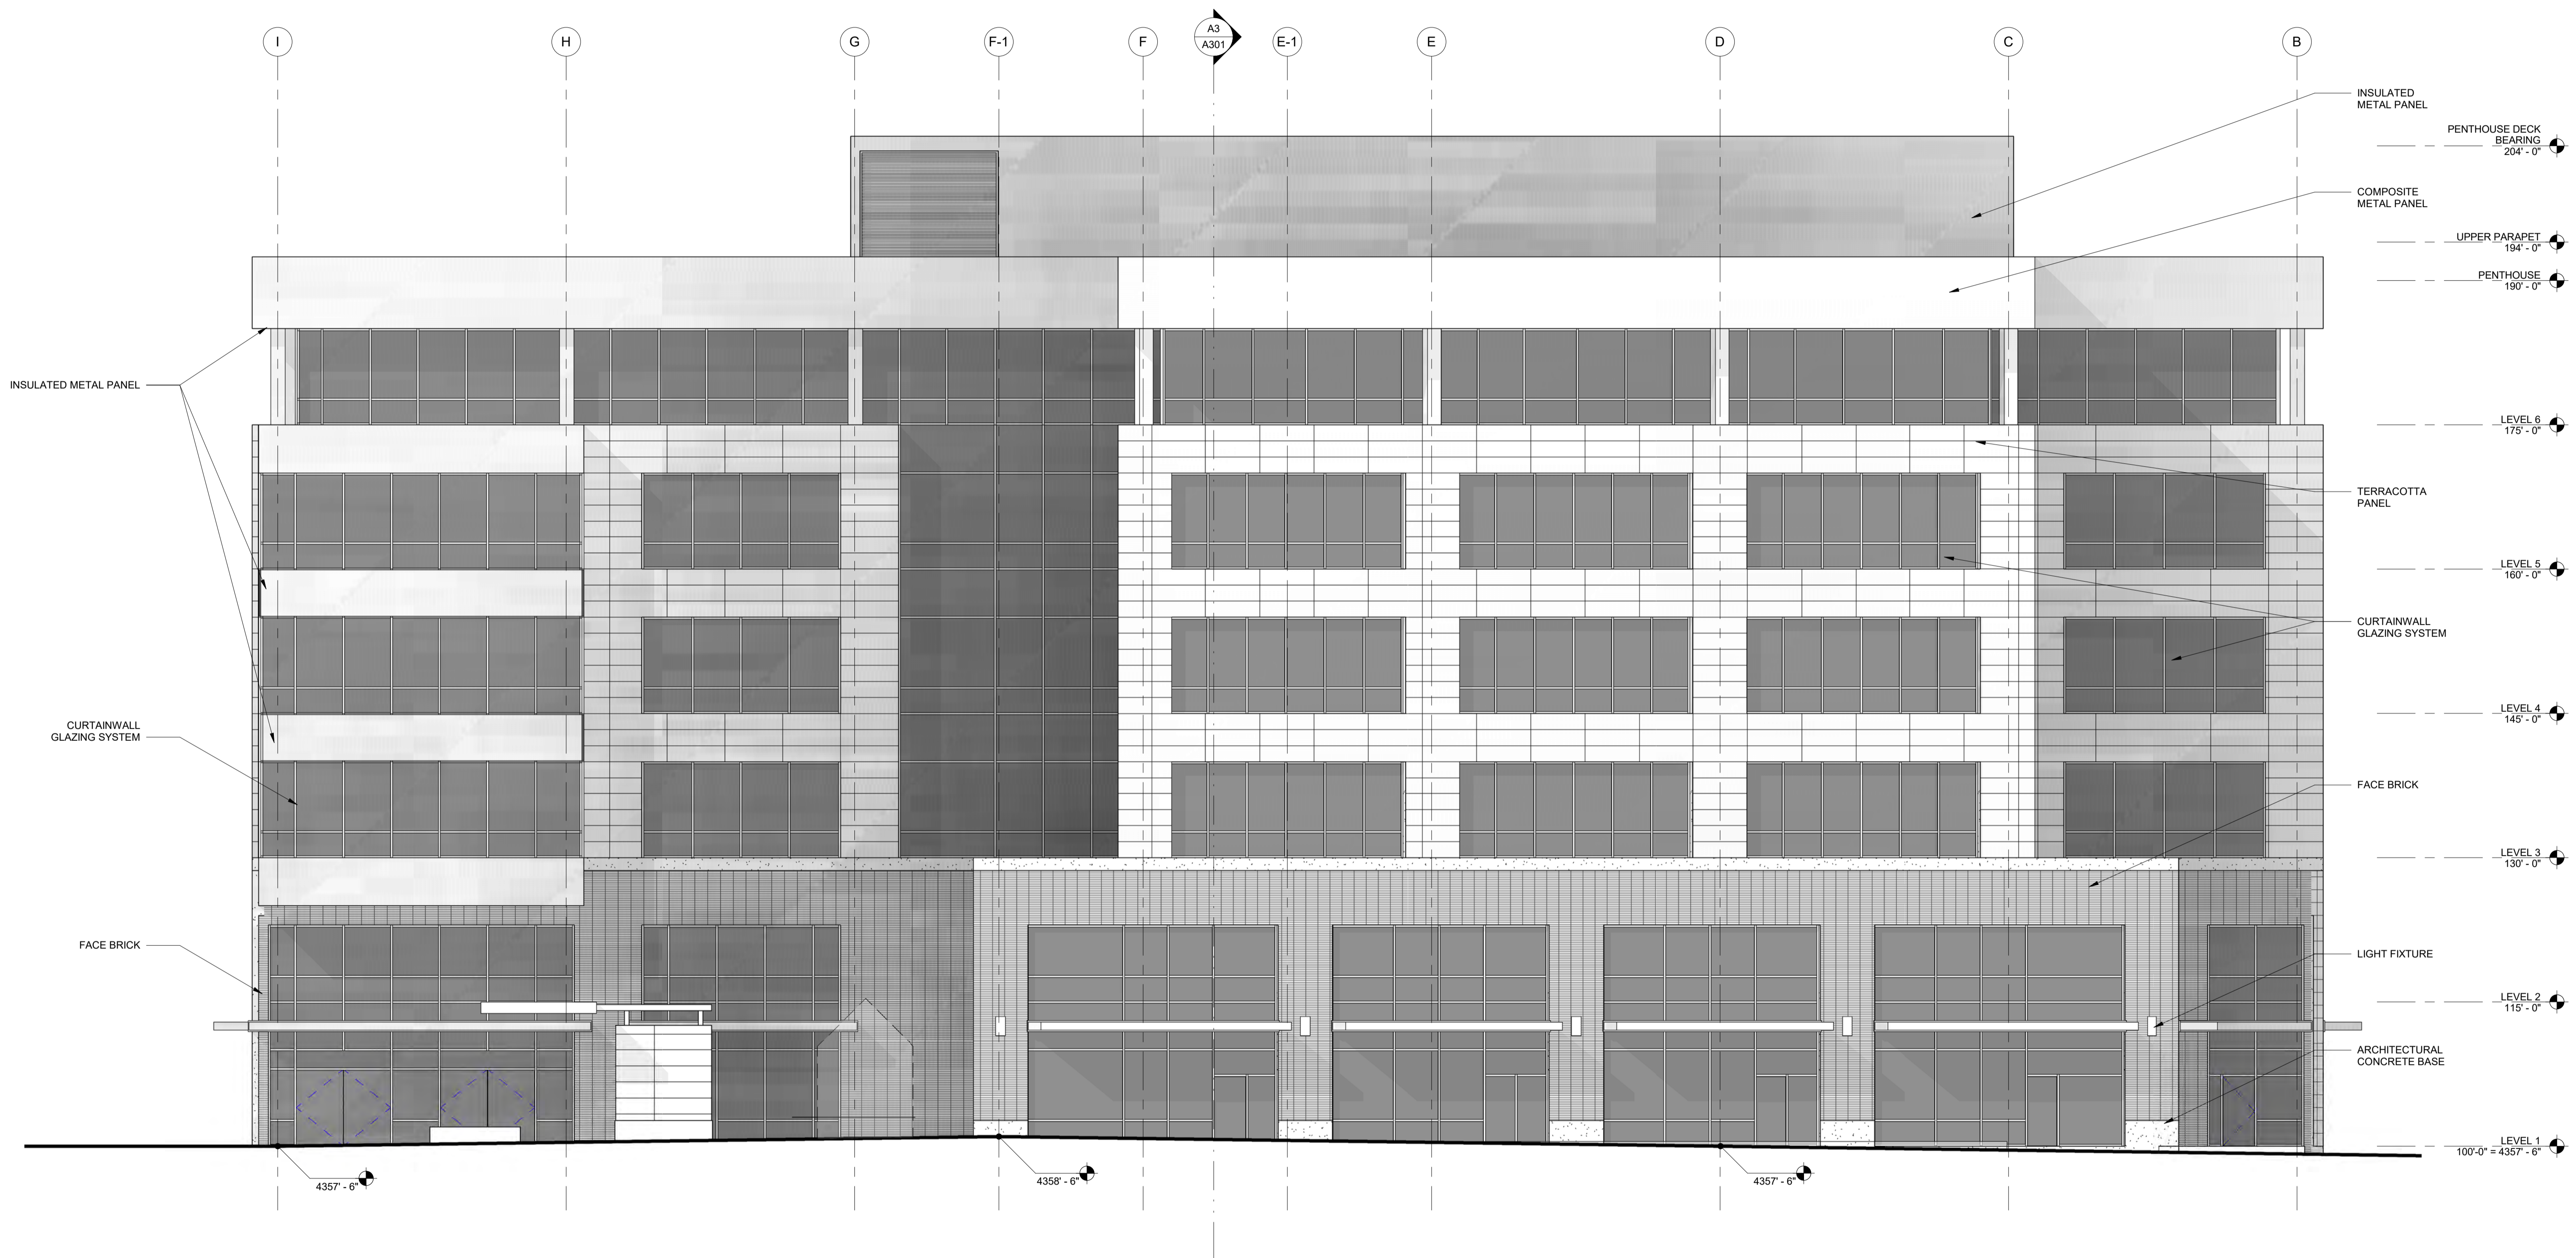 I
H
G
F-1
F
A3
A301
E-1
E
D
C
B
INSULATED
METAL PANEL
PENTHOUSE DECK
BEARING
204' - 0"
COMPOSITE
METAL PANEL
UPPER PARAPET
194' - 0"
PENTHOUSE
190' - 0"
INSULATED METAL PANEL
LEVEL 6
175' - 0"
TERRACOTTA
PANEL
LEVEL 5
160' - 0"
CURTAINWALL
GLAZING SYSTEM
LEVEL 4
145' - 0"
CURTAINWALL
GLAZING SYSTEM
FACE BRICK
LEVEL 3
130' - 0"
FACE BRICK
LIGHT FIXTURE
LEVEL 2
115' - 0"
ARCHITECTURAL
CONCRETE BASE
LEVEL 1
100'-0" = 4357' - 6"
4357' - 6"
4358' - 6"
4357' - 6"